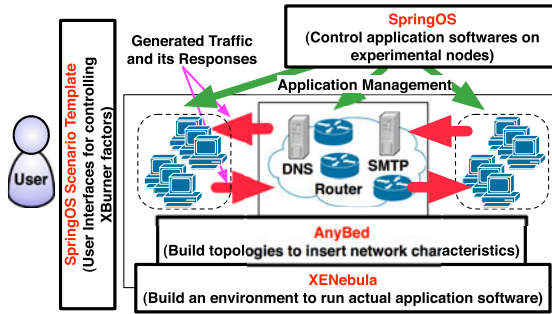 SpringOS
(Control application softwares on
experimental nodes)
Generated Traffic
and its Responses
Application Management
SpringOS Scenario Template
(User Interfaces for controlling
XBurner factors)
User
DNS
SMTP
Router
AnyBed
(Build topologies to insert network characteristics)
XENebula
(Build an environment to run actual application software)